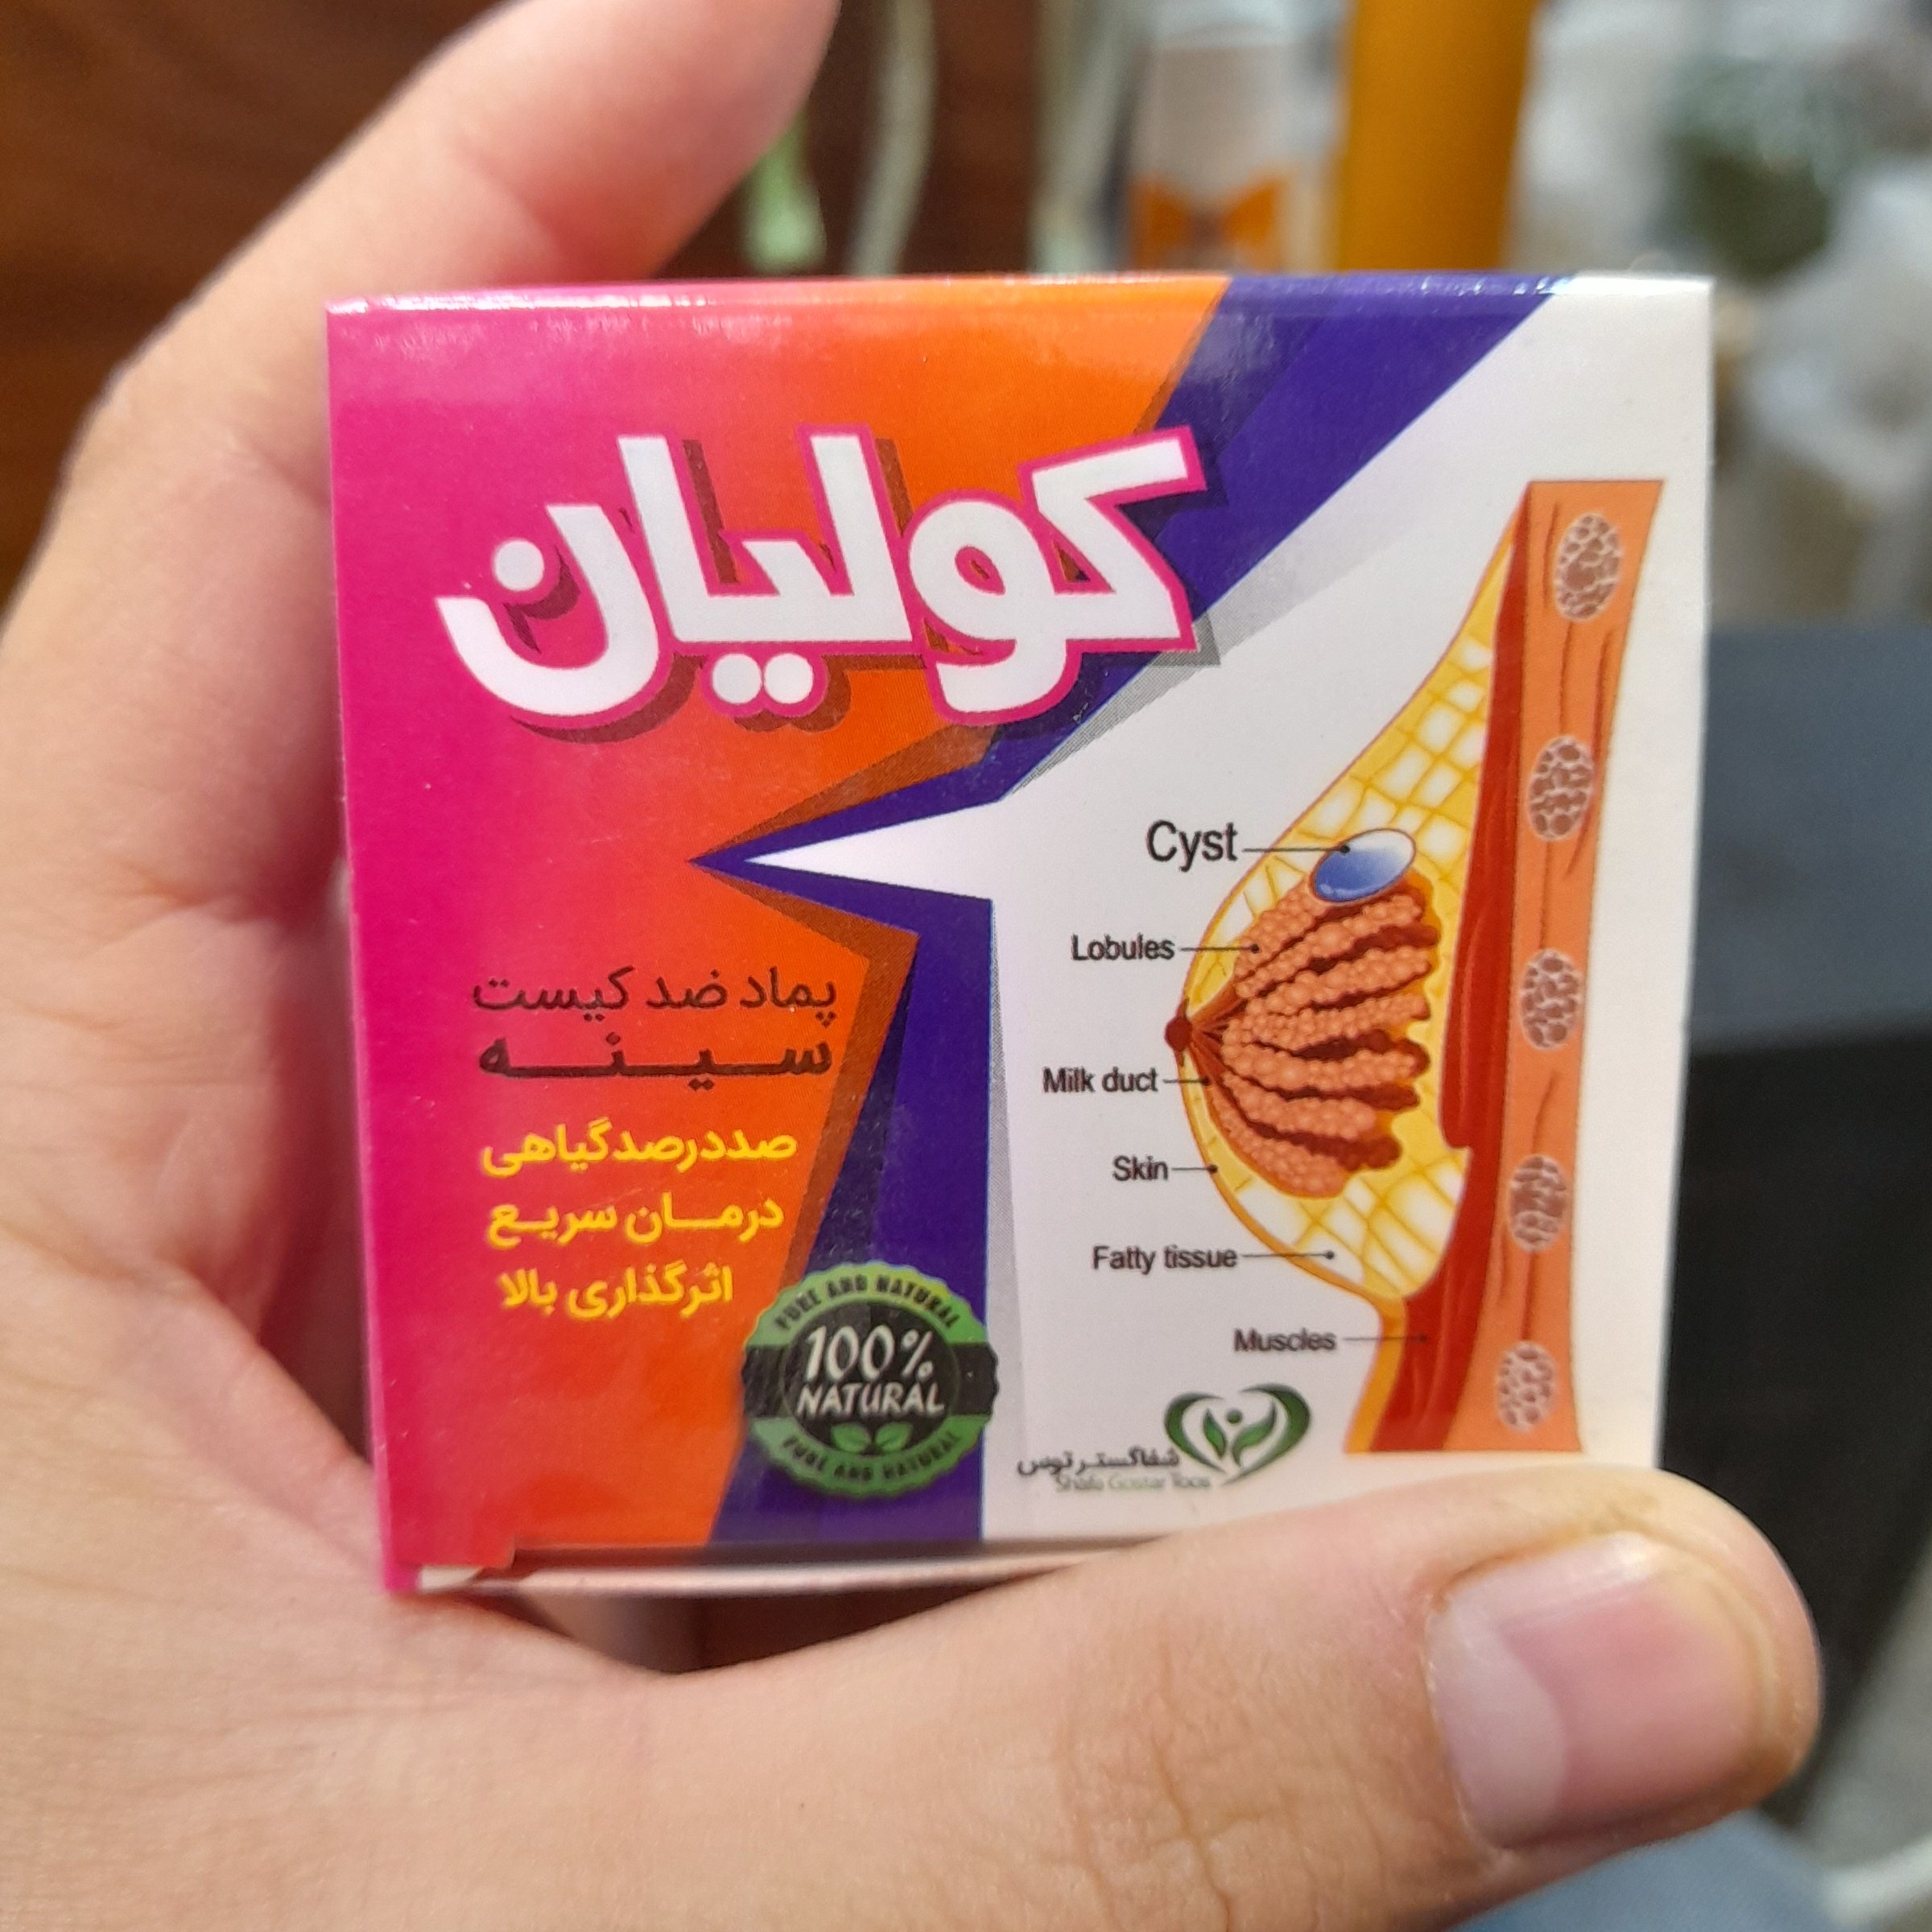 کولیان
پماد ضد کیست
سینه
صددرصد گیاهی
درمان سریع
اثرگذاری بالا
PURE AND NATURAL
100%
NATURAL
PURE AND NATURAL
Cyst
Lobules
Milk duct
Skin
Fatty tissue
Muscles
شفاگستر توس
Shafa Gostar Toos